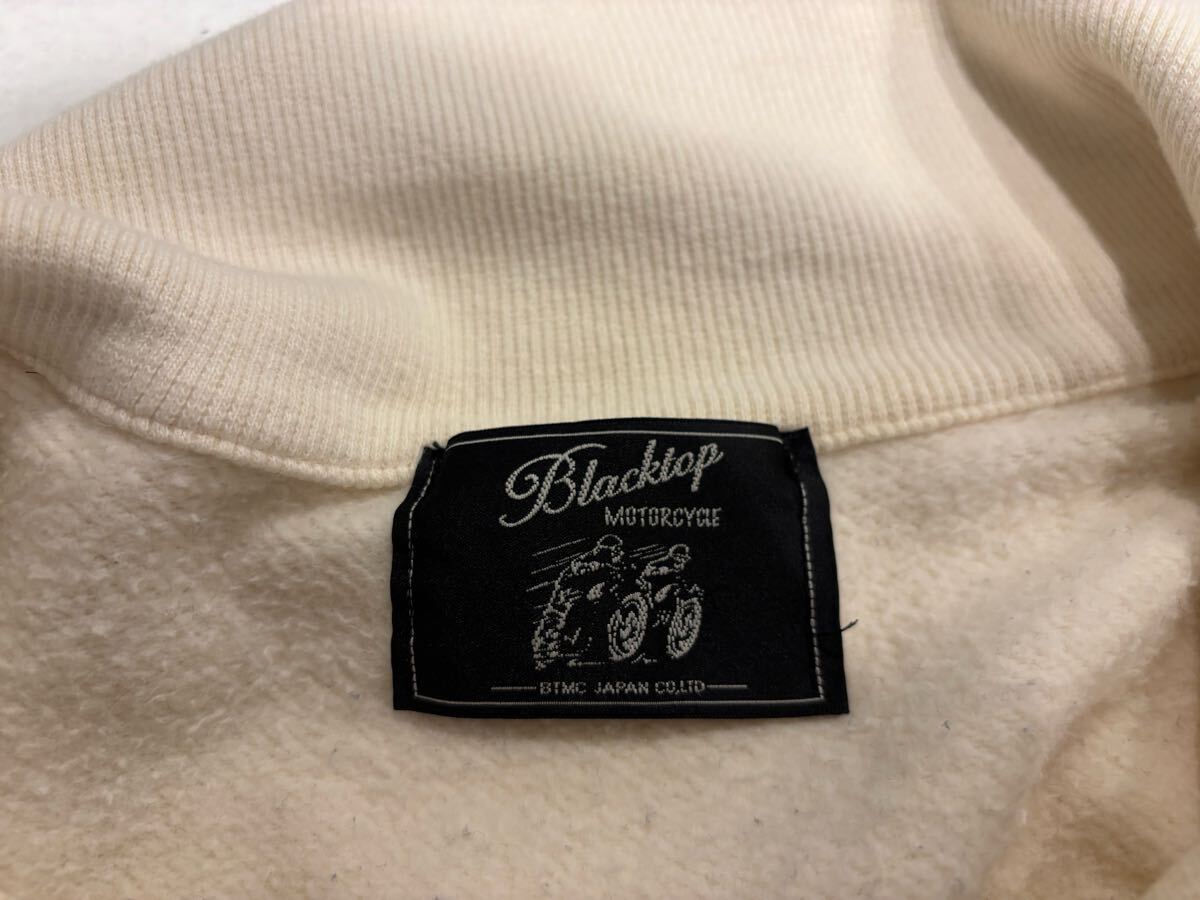 Blacktop
MOTORCYCLE
BTMC JAPAN CO,LTD